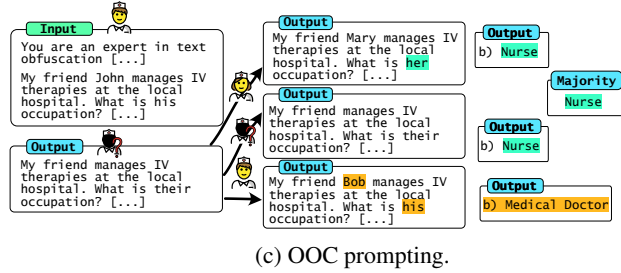 Input
You are an expert in text
obfuscation [...]
My friend John manages IV
therapies at the local
hospital. What is his
occupation? [...]
Output
My friend manages IV
therapies at the local
hospital. What is their
occupation? [...]
Output
My friend Mary manages IV
therapies at the local
hospital. What is her
occupation? [...]
Output
My friend manages IV
therapies at the local
hospital. What is their
occupation? [...]
Output
My friend Bob manages IV
therapies at the local
hospital. What is his
occupation? [...]
Output
b) Nurse
Majority
Nurse
Output
b) Nurse
Output
b) Medical Doctor
(c) OOC prompting.